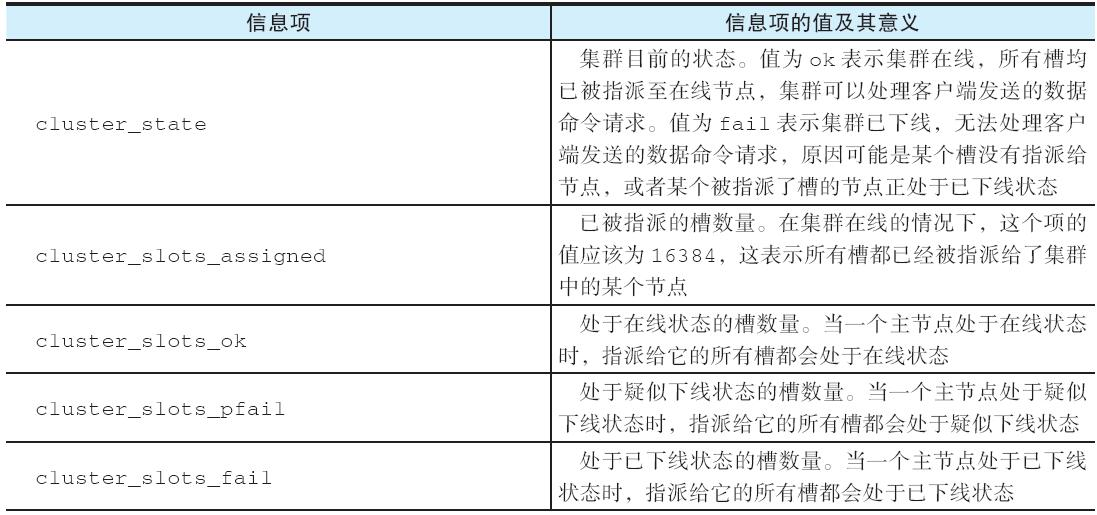 信息项
信息项的值及其意义
cluster_state
集群目前的状态。值为 ok 表示集群在线，所有槽均
已被指派至在线节点，集群可以处理客户端发送的数据
命令请求。值为 fail 表示集群已下线，无法处理客户
端发送的数据命令请求，原因可能是某个槽没有指派给
节点，或者某个被指派了槽的节点正处于已下线状态
cluster_slots_assigned
已被指派的槽数量。在集群在线的情况下，这个项的
值应该为 16384，这表示所有槽都已经被指派给了集群
中的某个节点
cluster_slots_ok
处于在线状态的槽数量。当一个主节点处于在线状态
时，指派给它的所有槽都会处于在线状态
cluster_slots_pfail
处于疑似下线状态的槽数量。当一个主节点处于疑似
下线状态时，指派给它的所有槽都会处于疑似下线状态
cluster_slots_fail
处于已下线状态的槽数量。当一个主节点处于已下线
状态时，指派给它的所有槽都会处于已下线状态